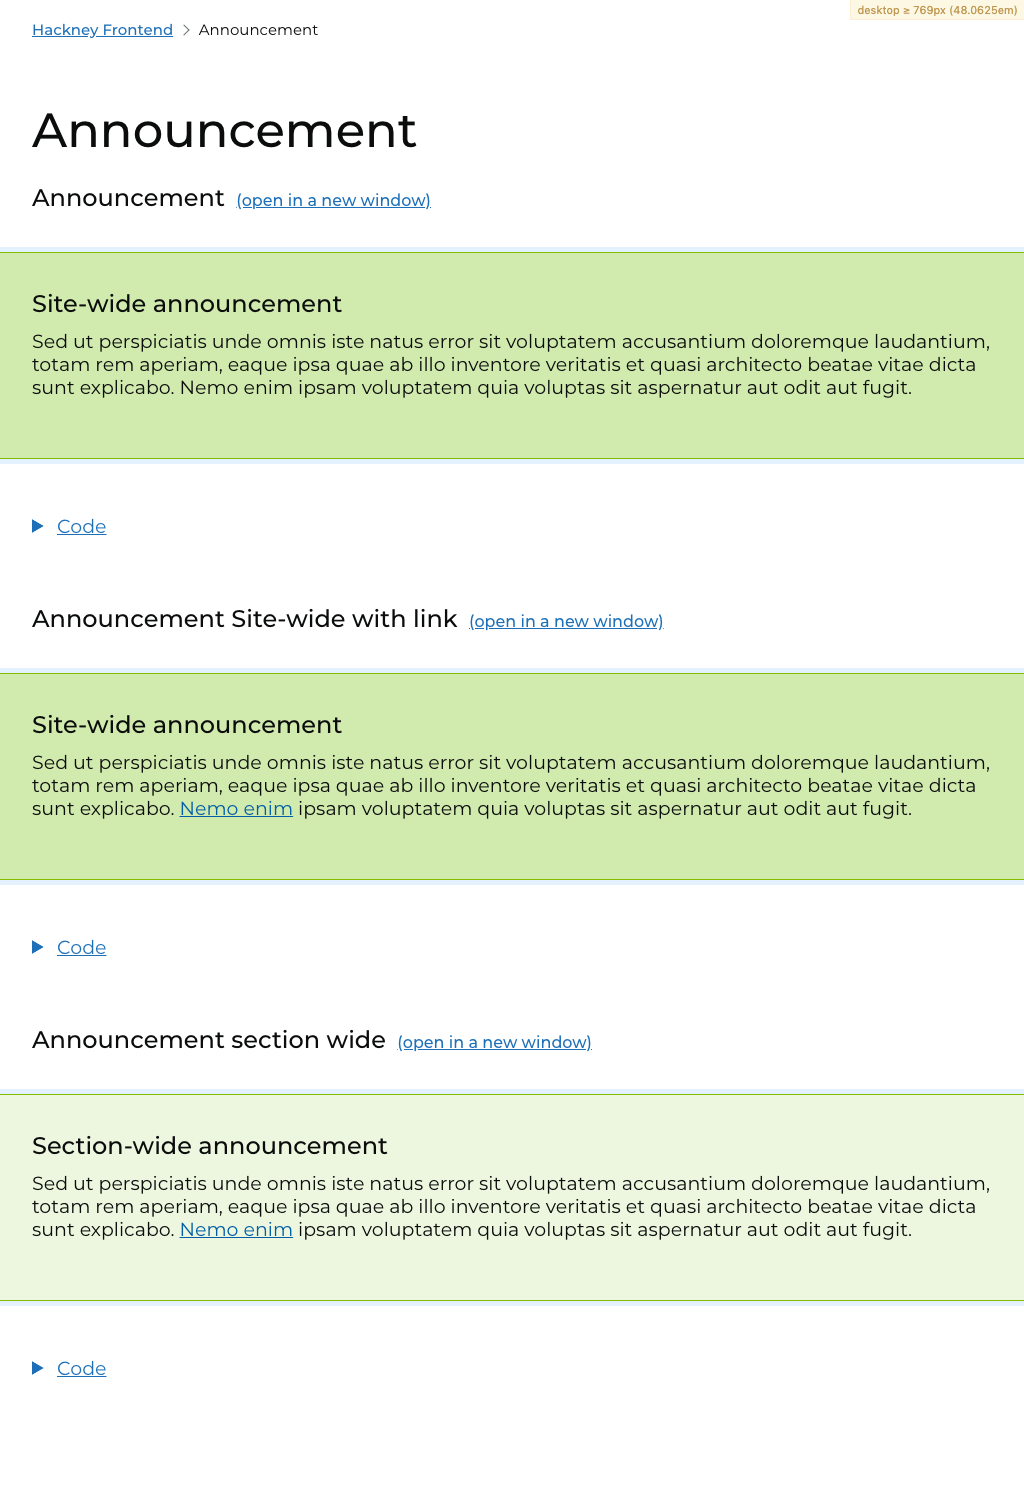 desktop ≥ 769px (48.0625em)
Hackney Frontend Announcement
Announcement
Announcement (open in a new window)
Site-wide announcement
Sed ut perspiciatis unde omnis iste natus error sit voluptatem accusantium doloremque laudantium,
totam rem aperiam, eaque ipsa quae ab illo inventore veritatis et quasi architecto beatae vitae dicta
sunt explicabo. Nemo enim ipsam voluptatem quia voluptas sit aspernatur aut odit aut fugit.
Code
Announcement Site-wide with link (open in a new window)
Site-wide announcement
Sed ut perspiciatis unde omnis iste natus error sit voluptatem accusantium doloremque laudantium,
totam rem aperiam, eaque ipsa quae ab illo inventore veritatis et quasi architecto beatae vitae dicta
sunt explicabo. Nemo enim ipsam voluptatem quia voluptas sit aspernatur aut odit aut fugit.
Code
Announcement section wide (open in a new window)
Section-wide announcement
Sed ut perspiciatis unde omnis iste natus error sit voluptatem accusantium doloremque laudantium,
totam rem aperiam, eaque ipsa quae ab illo inventore veritatis et quasi architecto beatae vitae dicta
sunt explicabo. Nemo enim ipsam voluptatem quia voluptas sit aspernatur aut odit aut fugit.
Code